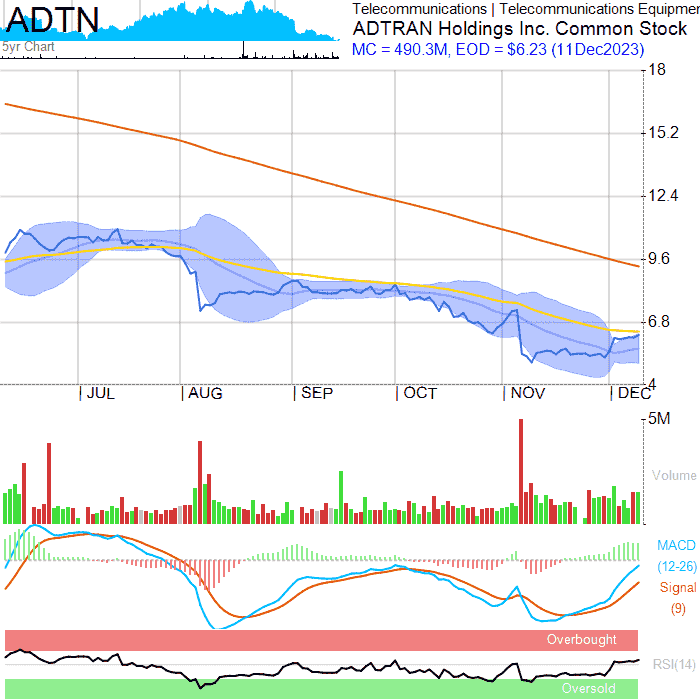 ADTN
5yr Chart
Telecommunications | Telecommunications Equipmen
ADTRAN Holdings Inc. Common Stock
MC = 490.3M, EOD = $6.23 (11Dec2023)
18
15.2
12.4
9.6
6.8
4
JUL AUG SEP OCT NOV DEC
5M
Volume
MACD
(12-26)
Signal
(9)
Overbought
RSI(14)
Oversold